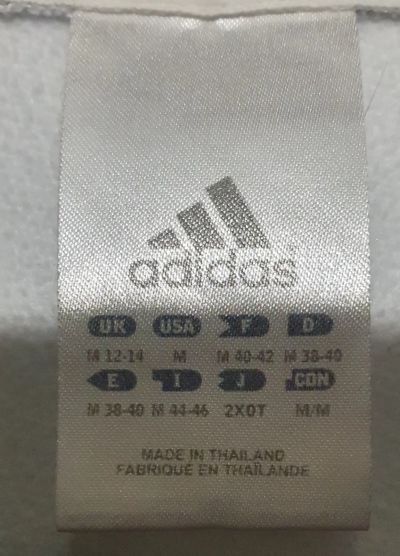 adidas
UK USA F D
M 12-14 M M 40-42 M 38-40
E I J CDN
M 38-40 M 44-46 2XOT M/M
MADE IN THAILAND
FABRIQUÉ EN THAÏLANDE